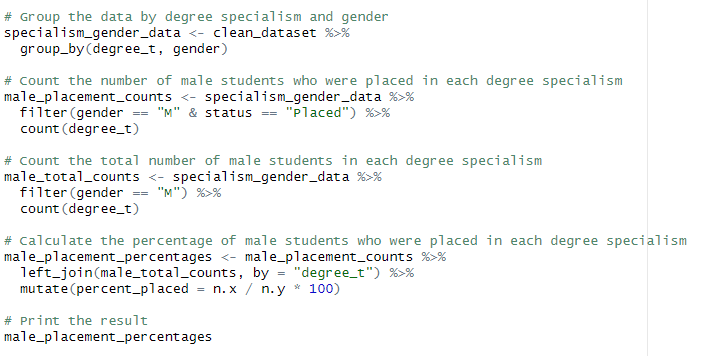 # Group the data by degree specialism and gender
specialism_gender_data <- clean_dataset %>%
  group_by(degree_t, gender)

# Count the number of male students who were placed in each degree specialism
male_placement_counts <- specialism_gender_data %>%
  filter(gender == "M" & status == "Placed") %>%
  count(degree_t)

# Count the total number of male students in each degree specialism
male_total_counts <- specialism_gender_data %>%
  filter(gender == "M") %>%
  count(degree_t)

# Calculate the percentage of male students who were placed in each degree specialism
male_placement_percentages <- male_placement_counts %>%
  left_join(male_total_counts, by = "degree_t") %>%
  mutate(percent_placed = n.x / n.y * 100)

# Print the result
male_placement_percentages